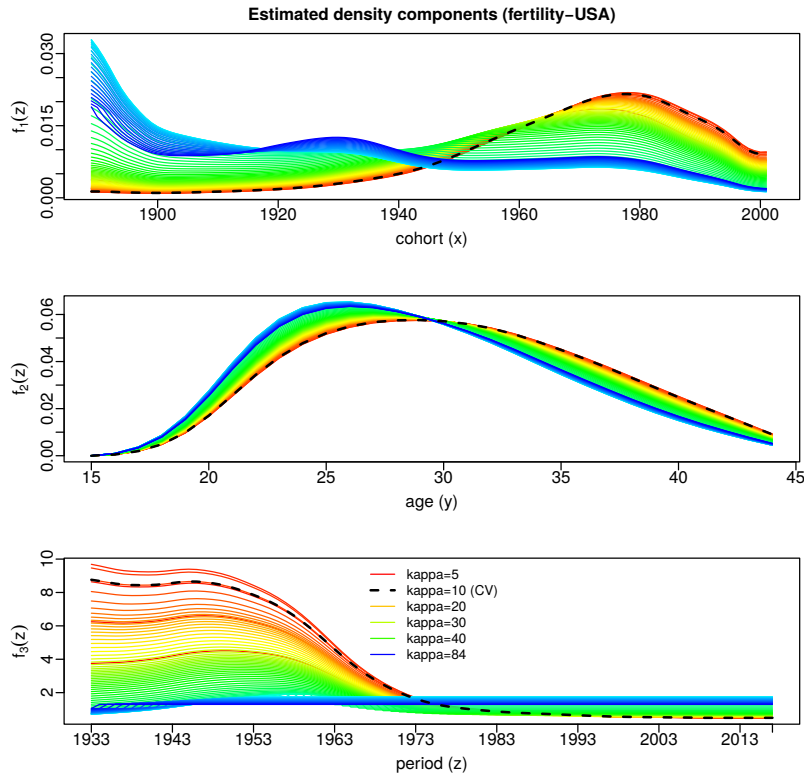 Estimated density components (fertility−USA)
f1(z)
0.000 0.015 0.030
1900 1920 1940 1960 1980 2000
cohort (x)
f2(z)
0.00 0.02 0.04 0.06
15 20 25 30 35 40 45
age (y)
f3(z)
2 4 6 8 10
kappa=5
kappa=10 (CV)
kappa=20
kappa=30
kappa=40
kappa=84
1933 1943 1953 1963 1973 1983 1993 2003 2013
period (z)